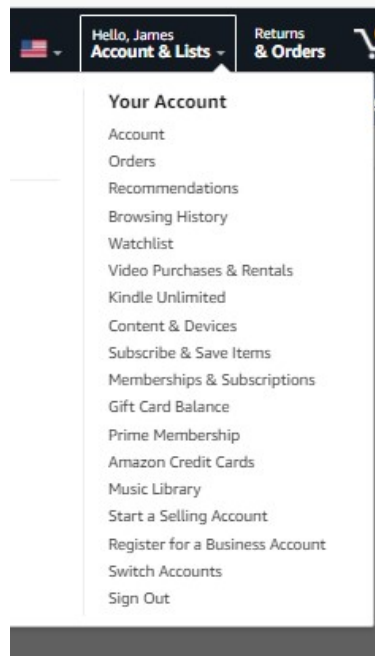 Hello, James
Account & Lists
Returns
& Orders
Your Account
Account
Orders
Recommendations
Browsing History
Watchlist
Video Purchases & Rentals
Kindle Unlimited
Content & Devices
Subscribe & Save Items
Memberships & Subscriptions
Gift Card Balance
Prime Membership
Amazon Credit Cards
Music Library
Start a Selling Account
Register for a Business Account
Switch Accounts
Sign Out